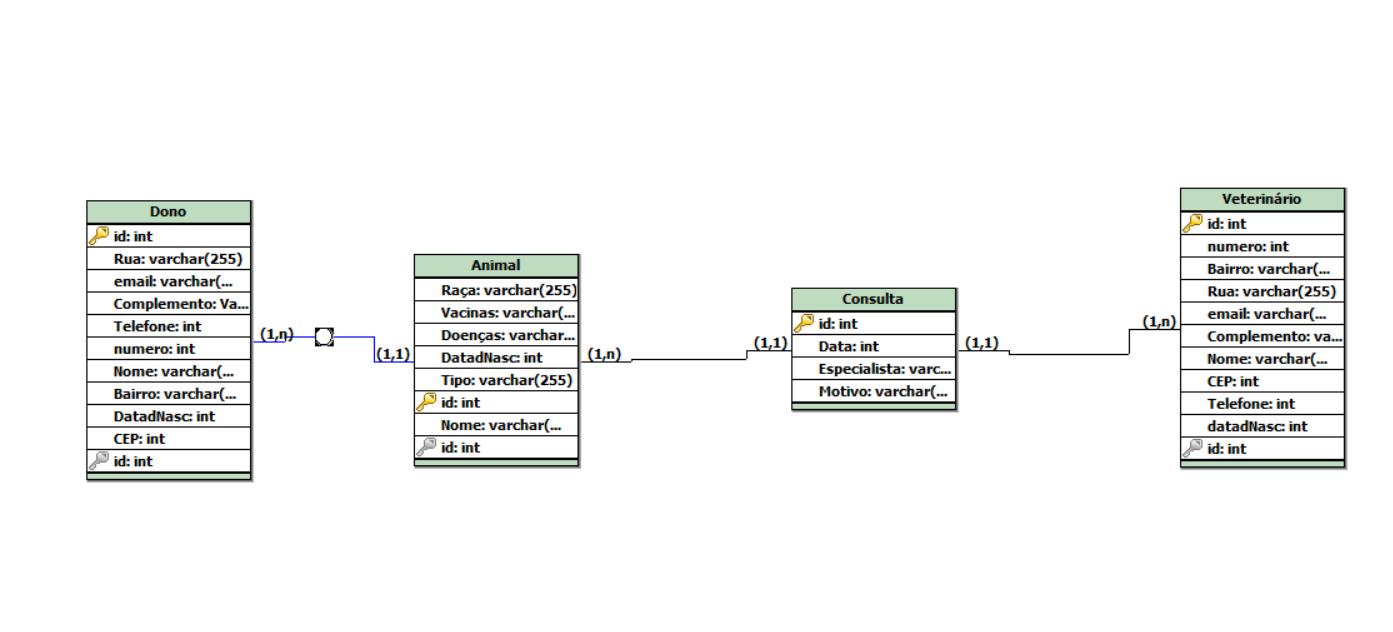 Dono
id: int
Rua: varchar(255)
email: varchar(...
Complemento: Va...
Telefone: int
numero: int
Nome: varchar(...
Bairro: varchar(...
DatadNasc: int
CEP: int
id: int
(1,n)
(1,1)
Animal
Raça: varchar(255)
Vacinas: varchar(...
Doenças: varchar...
DatadNasc: int
Tipo: varchar(255)
id: int
Nome: varchar(...
id: int
(1,n)
(1,1)
Consulta
id: int
Data: int
Especialista: varc...
Motivo: varchar(...
(1,1)
(1,n)
Veterinário
id: int
numero: int
Bairro: varchar(...
Rua: varchar(255)
email: varchar(...
Complemento: va...
Nome: varchar(...
CEP: int
Telefone: int
datadNasc: int
id: int